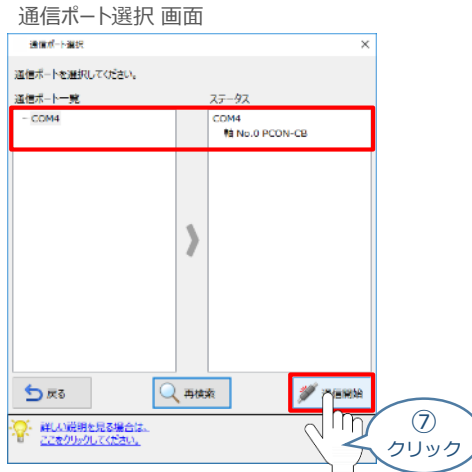 通信ポート選択 画面
通信ポート選択
通信ポートを選択してください。
通信ポート一覧
ステータス
- COM4
COM4
軸 No.0 PCON-CB
戻る
再検索
通信開始
詳しい説明を見る場合は、
ここをクリックしてください。
⑦
クリック